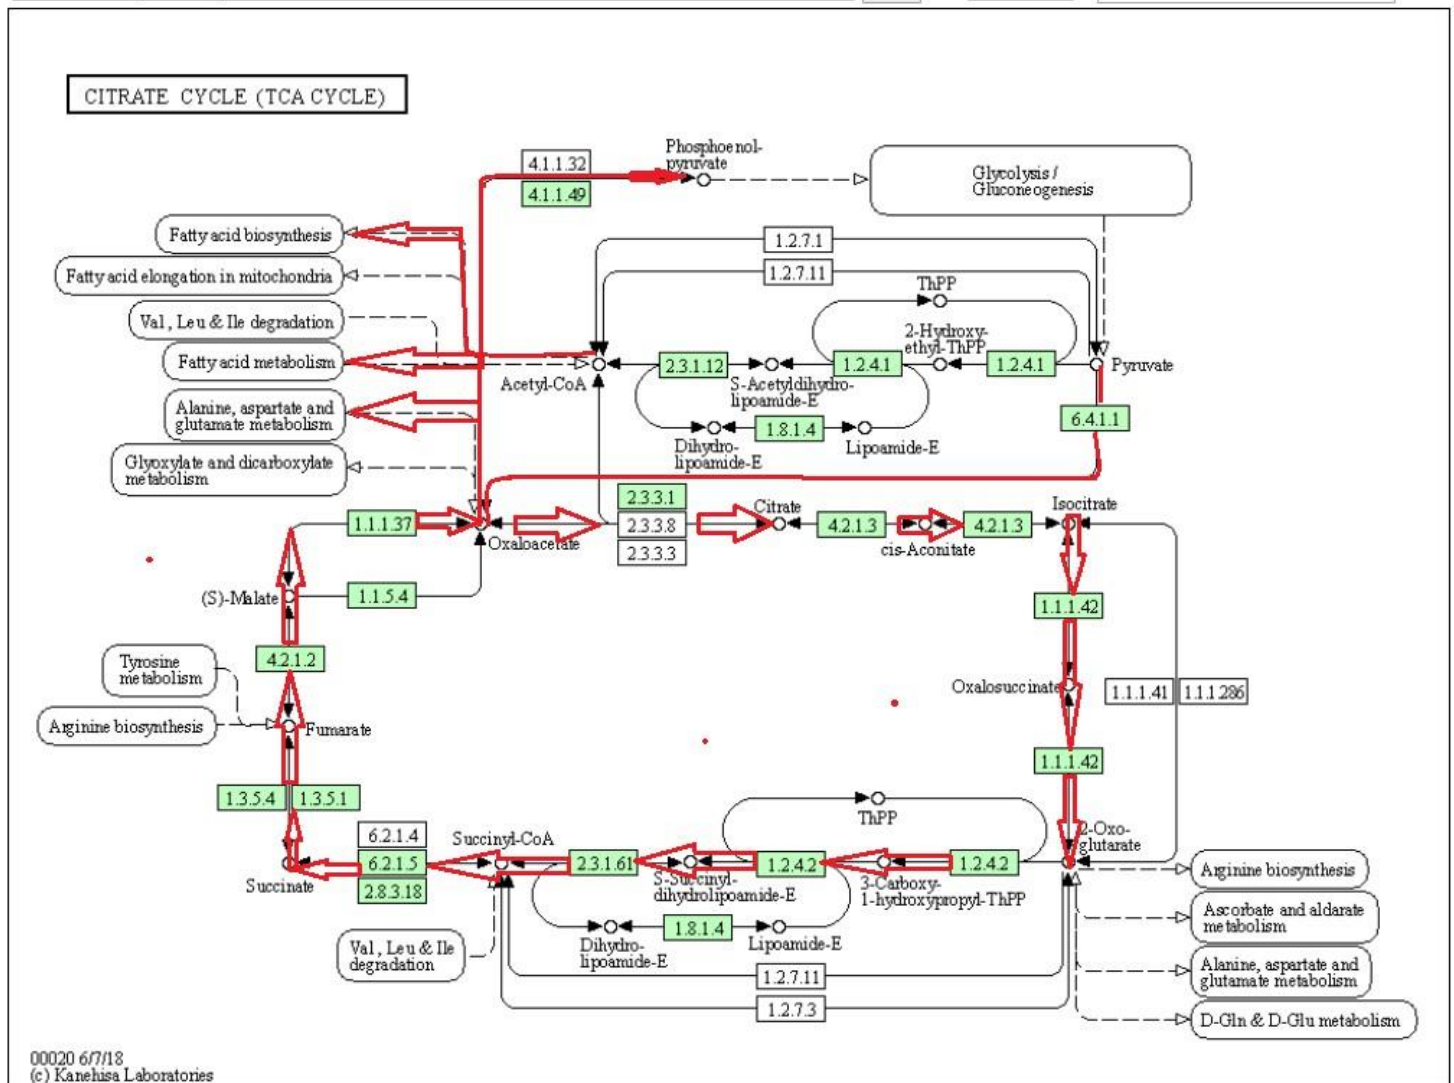 CITRATE CYCLE (TCA CYCLE)
Phosphoenol-
pyruvate
4.1.1.32
4.1.1.49
Glycolysis /
Gluconeogenesis
Fatty acid biosynthesis
Fatty acid elongation in mitochondria
Val, Leu & Ile degradation
Fatty acid metabolism
Alanine, aspartate and
glutamate metabolism
Glyoxylate and dicarboxylate
metabolism
1.2.7.1
1.2.7.11
ThPP
2-Hydroxy-
ethyl-ThPP
Acetyl-CoA
2.3.1.12
S-Acetyldihydro-
lipoamide-E
1.2.4.1
1.2.4.1
Pyruvate
6.4.1.1
1.8.1.4
Dihydro-
lipoamide-E
Lipoamide-E
1.1.1.37
Oxaloacetate
2.3.3.1
2.3.3.8
2.3.3.3
Citrate
4.2.1.3
cis-Aconitate
4.2.1.3
Isocitrate
(S)-Malate
1.1.5.4
1.1.1.42
4.2.1.2
Tyrosine
metabolism
Oxalosuccinate
1.1.1.41
1.1.1.286
Arginine biosynthesis
Fumarate
1.1.1.42
1.3.5.4
1.3.5.1
ThPP
6.2.1.4
6.2.1.5
2.8.3.18
Succinyl-CoA
2.3.1.61
1.2.4.2
1.2.4.2
2-Oxo-
glutarate
Succinate
S-Succinyl-
dihydrolipoamide-E
3-Carboxy-
1-hydroxypropyl-ThPP
Arginine biosynthesis
Ascorbate and aldarate
metabolism
1.8.1.4
Dihydro-
lipoamide-E
Lipoamide-E
Val, Leu & Ile
degradation
Alanine, aspartate and
glutamate metabolism
1.2.7.11
1.2.7.3
D-Gln & D-Glu metabolism
00020 6/7/18
(c) Kanehisa Laboratories